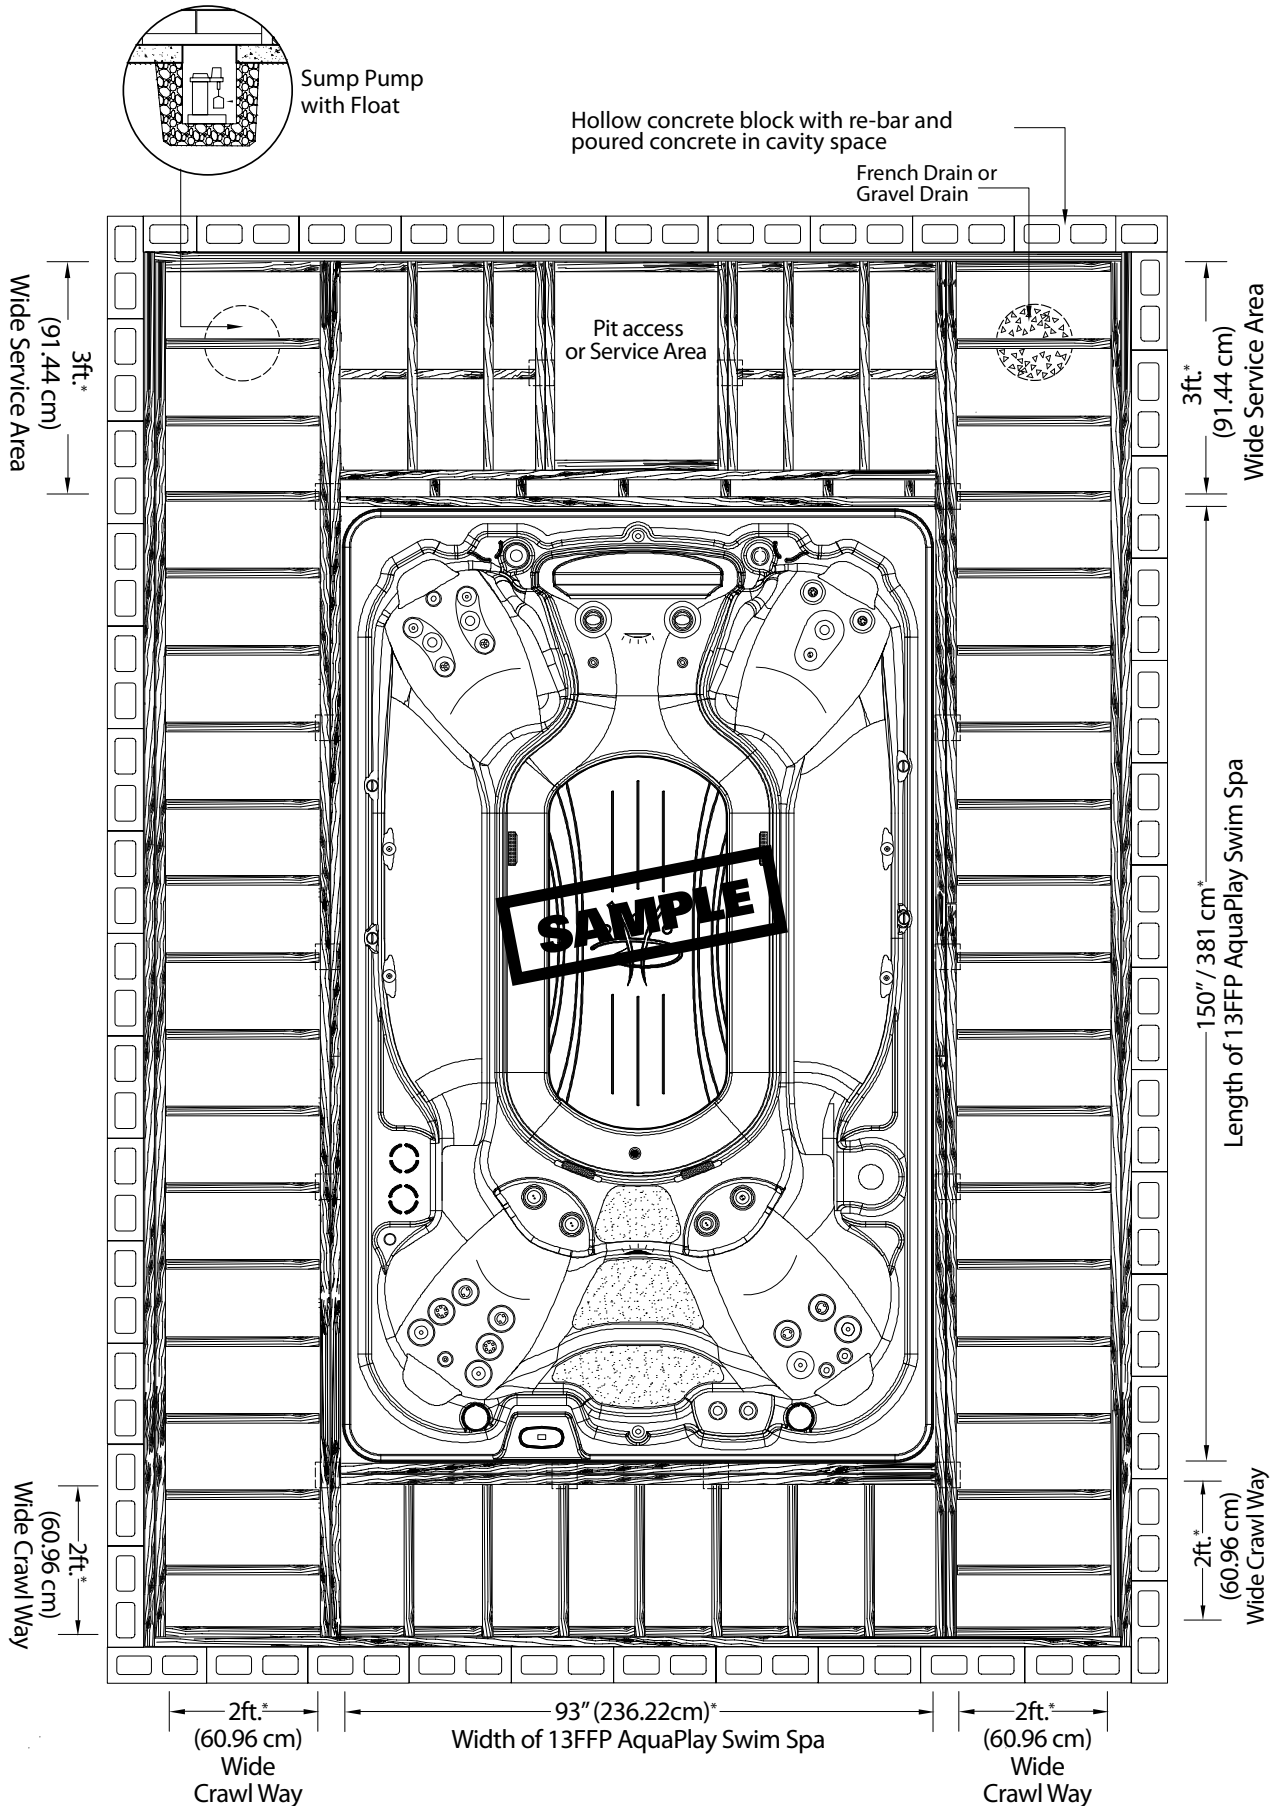 Sump Pump
with Float
Hollow concrete block with re-bar and
poured concrete in cavity space
French Drain or
Gravel Drain
3ft.*
(91.44 cm)
Wide Service Area
Pit access
or Service Area
3ft.*
(91.44 cm)
Wide Service Area
SAMPLE
150” / 381 cm*
Length of 13FFP AquaPlay Swim Spa
2ft.*
(60.96 cm)
Wide Crawl Way
2ft.*
(60.96 cm)
Wide Crawl Way
2ft.*
(60.96 cm)
Wide
Crawl Way
93” (236.22cm)*
Width of 13FFP AquaPlay Swim Spa
2ft.*
(60.96 cm)
Wide
Crawl Way